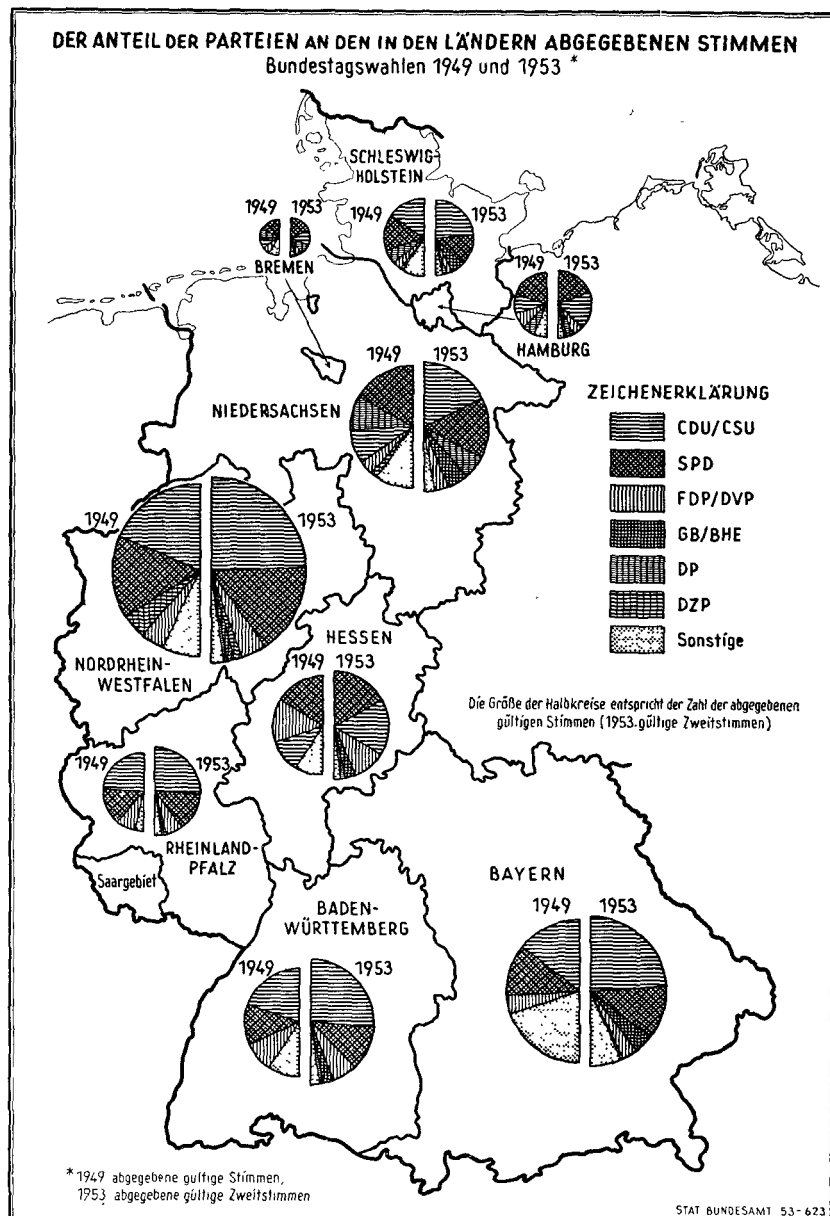 DER ANTEIL DER PARTEIEN AN DEN IN DEN LÄNDERN ABGEGEBENEN STIMMEN
Bundestagswahlen 1949 und 1953 *
SCHLESWIG-
HOLSTEIN
1949 1953
1949 1953
BREMEN
1949 1953
HAMBURG
1949 1953
NIEDERSACHSEN
ZEICHENERKLÄRUNG
CDU/CSU
SPD
FDP/DVP
GB/BHE
DP
DZP
Sonstige
1949 1953
NORDRHEIN-
WESTFALEN
HESSEN
1949 1953
Die Größe der Halbkreise entspricht der Zahl der abgegebenen
gültigen Stimmen (1953.gültige Zweitstimmen)
1949 1953
RHEINLAND-
PFALZ
Saargebiet
BAYERN
1949 1953
BADEN-
WÜRTTEMBERG
1949 1953
* 1949 abgegebene gültige Stimmen,
1953 abgegebene gültige Zweitstimmen
STAT BUNDESAMT 53-623